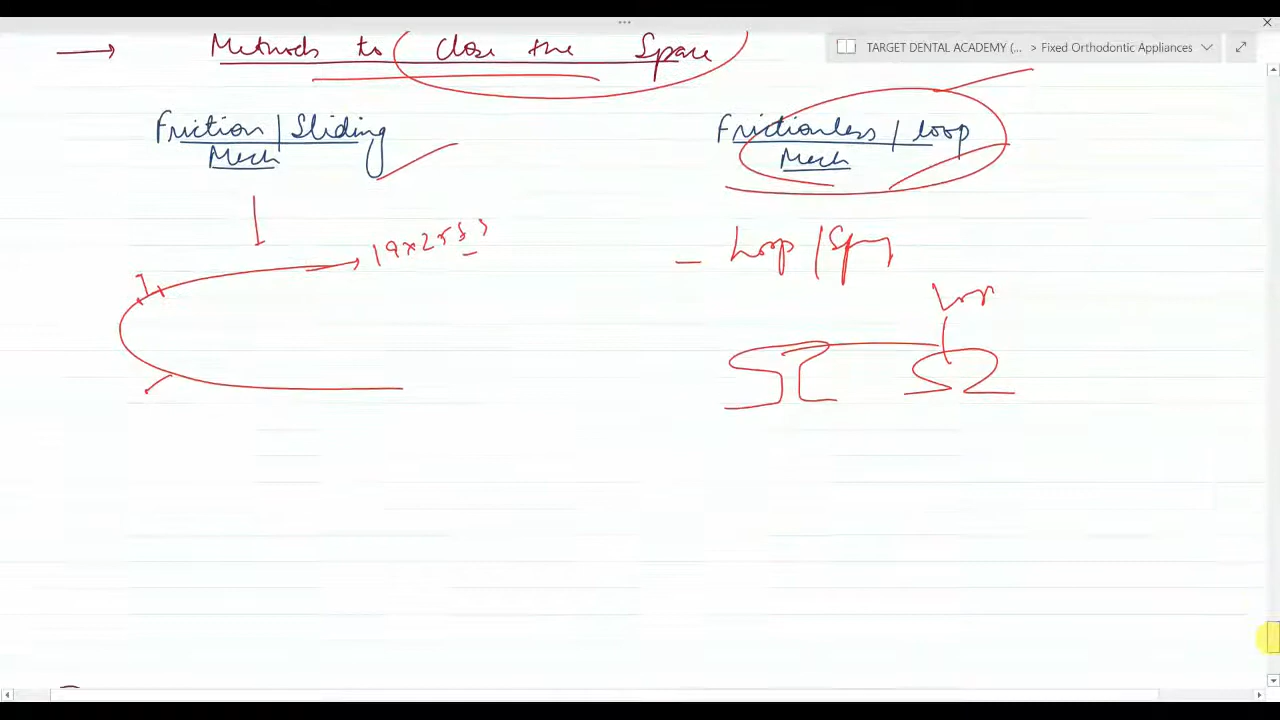 TARGET DENTAL ACADEMY (... > Fixed Orthodontic Appliances
→ Methods to close the Space
Friction | Sliding
Mech
Frictionless / loop
Mech
19x25 SS
- Loop / Spring
Loop